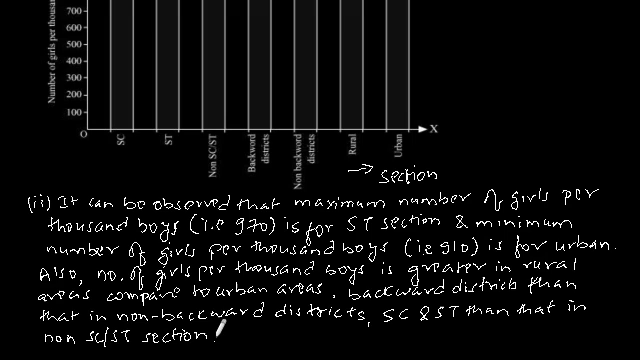 Number of girls per thousan
700
600
500
400
300
200
100
O
X
SC
ST
Non SC/ST
Backword districts
Non backword districts
Rural
Urban
Section
(ii) It can be observed that maximum number of girls per
thousand boys (i.e 970) is for ST section & minimum
number of girls per thousand boys (i.e 910) is for urban.
Also, no. of girls per thousand boys is greater in rural
areas compare to urban areas, backward districts than
that in non-backward districts, SC & ST than that in
non SC/ST section.